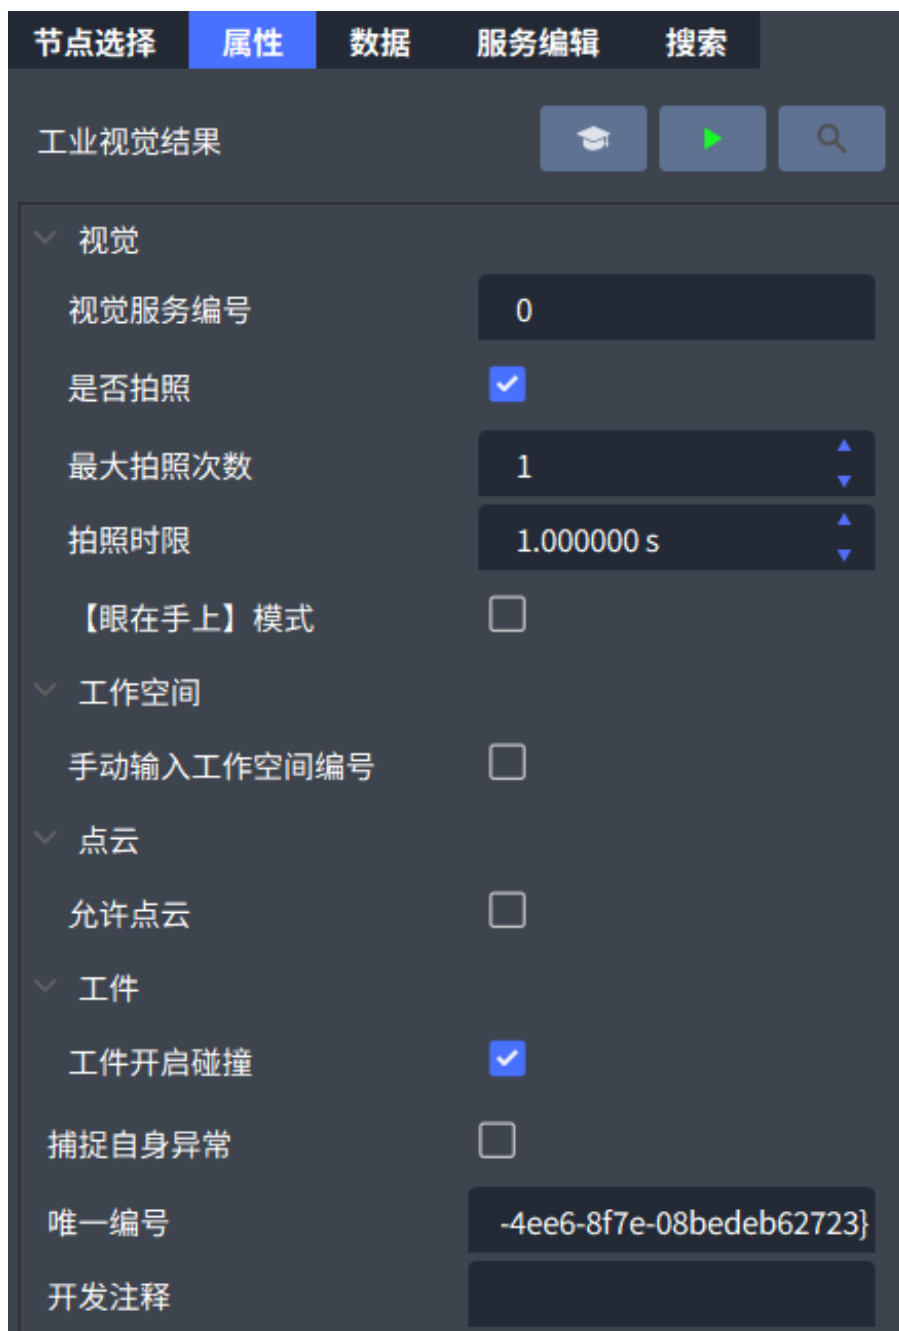 节点选择 属性 数据 服务编辑 搜索
工业视觉结果
视觉
视觉服务编号 0
是否拍照
最大拍照次数 1
拍照时限 1.000000 s
【眼在手上】模式
工作空间
手动输入工作空间编号
点云
允许点云
工件
工件开启碰撞
捕捉自身异常
唯一编号 -4ee6-8f7e-08bedeb62723}
开发注释